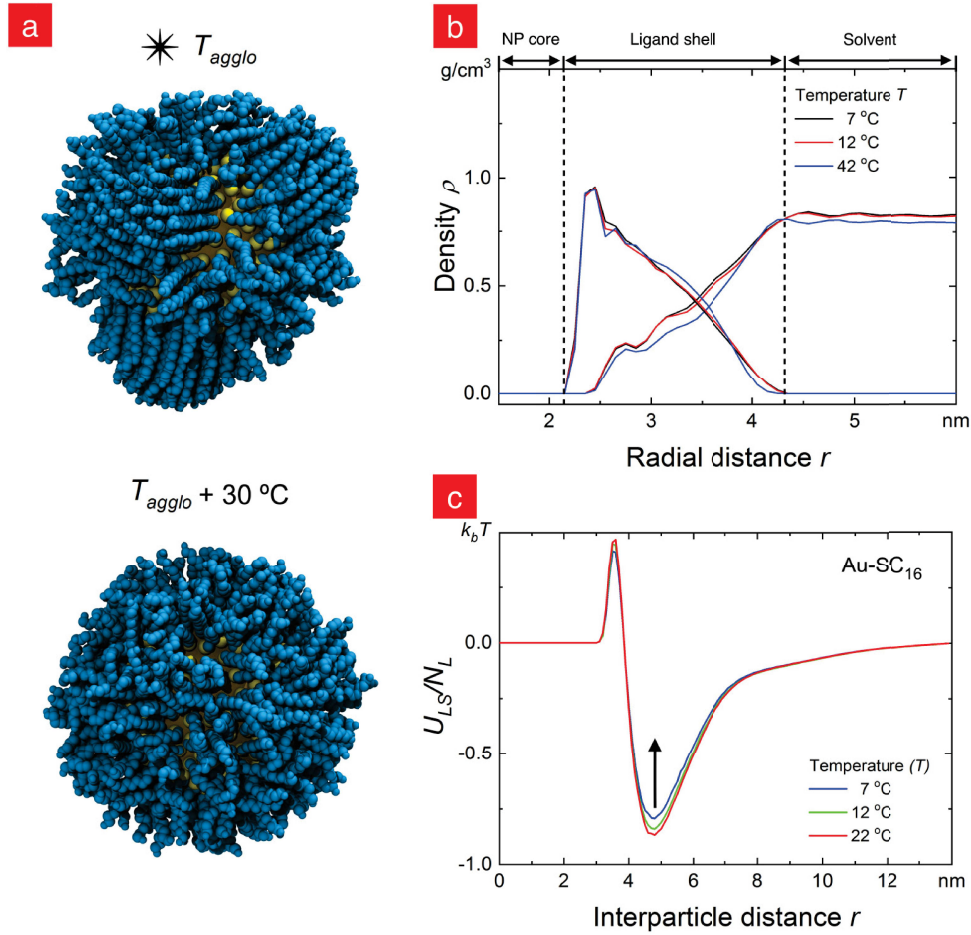 a
T_agglo
T_agglo + 30 ºC
b
NP core Ligand shell Solvent
g/cm³
Temperature T
7 °C
12 °C
42 °C
1.0
0.5
0.0
Density ρ
2 3 4 5 nm
Radial distance r
c
k_bT
Au-SC₁₆
0.0
-0.5
-1.0
U_LS/N_L
Temperature (T)
7 °C
12 °C
22 °C
0 2 4 6 8 10 12 nm
Interparticle distance r